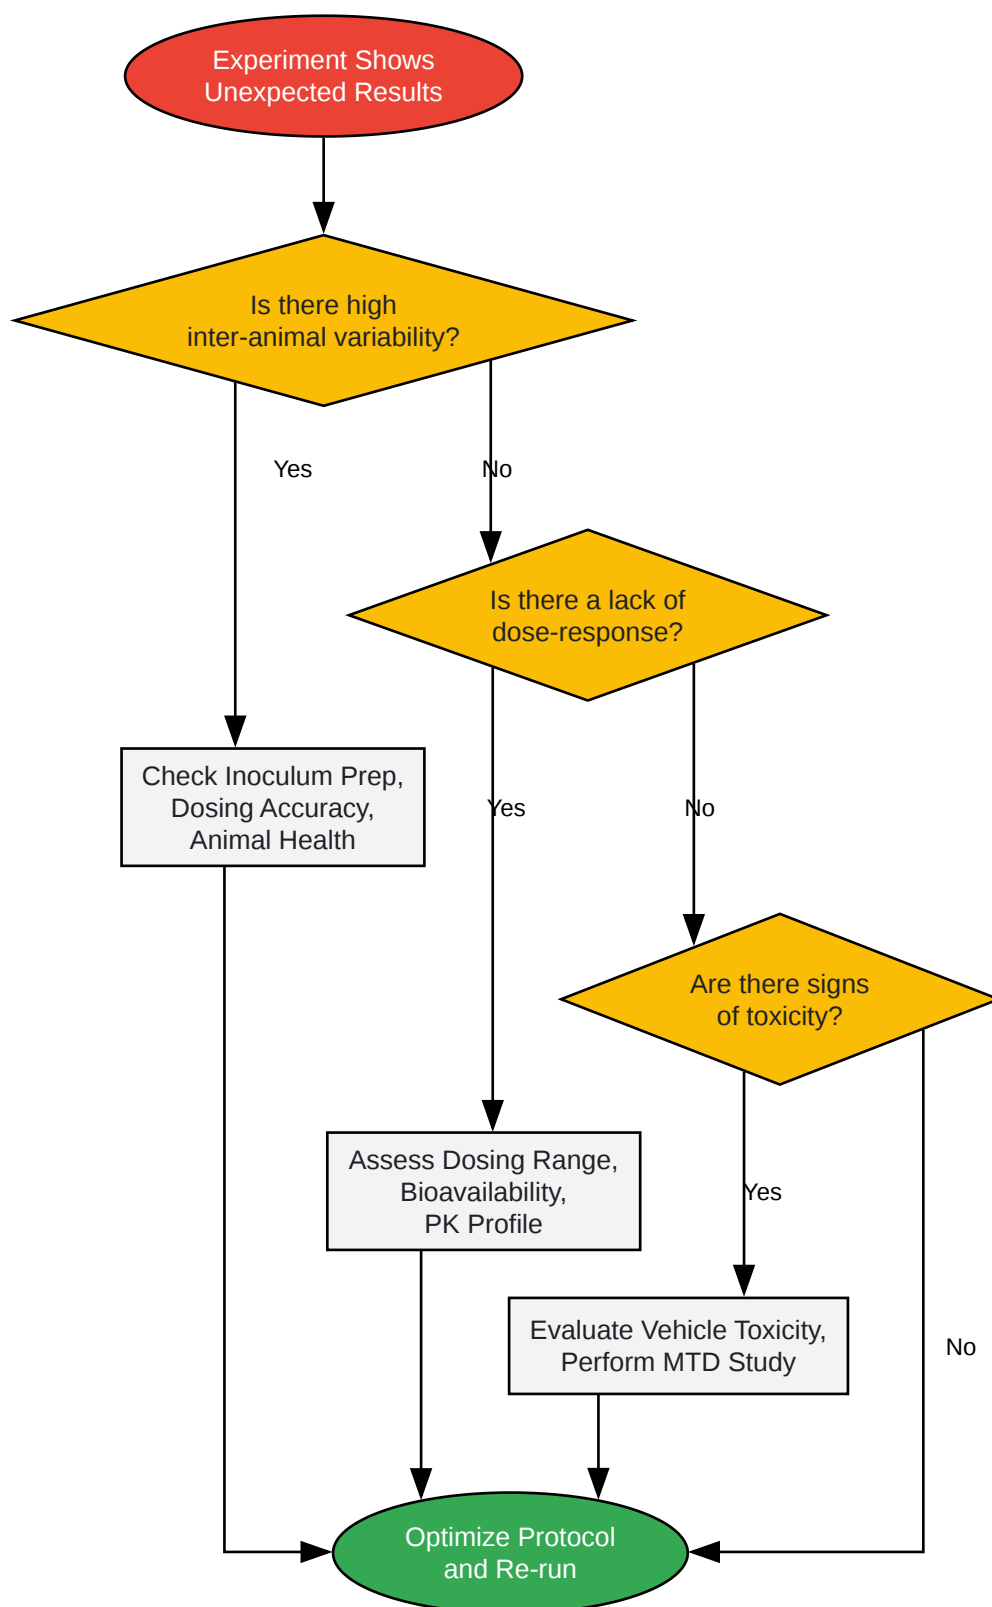 Experiment Shows
Unexpected Results
Is there high
inter-animal variability?
Yes
No
Is there a lack of
dose-response?
Check Inoculum Prep,
Dosing Accuracy,
Animal Health
Yes
No
Are there signs
of toxicity?
Assess Dosing Range,
Bioavailability,
PK Profile
Yes
Evaluate Vehicle Toxicity,
Perform MTD Study
No
Optimize Protocol
and Re-run